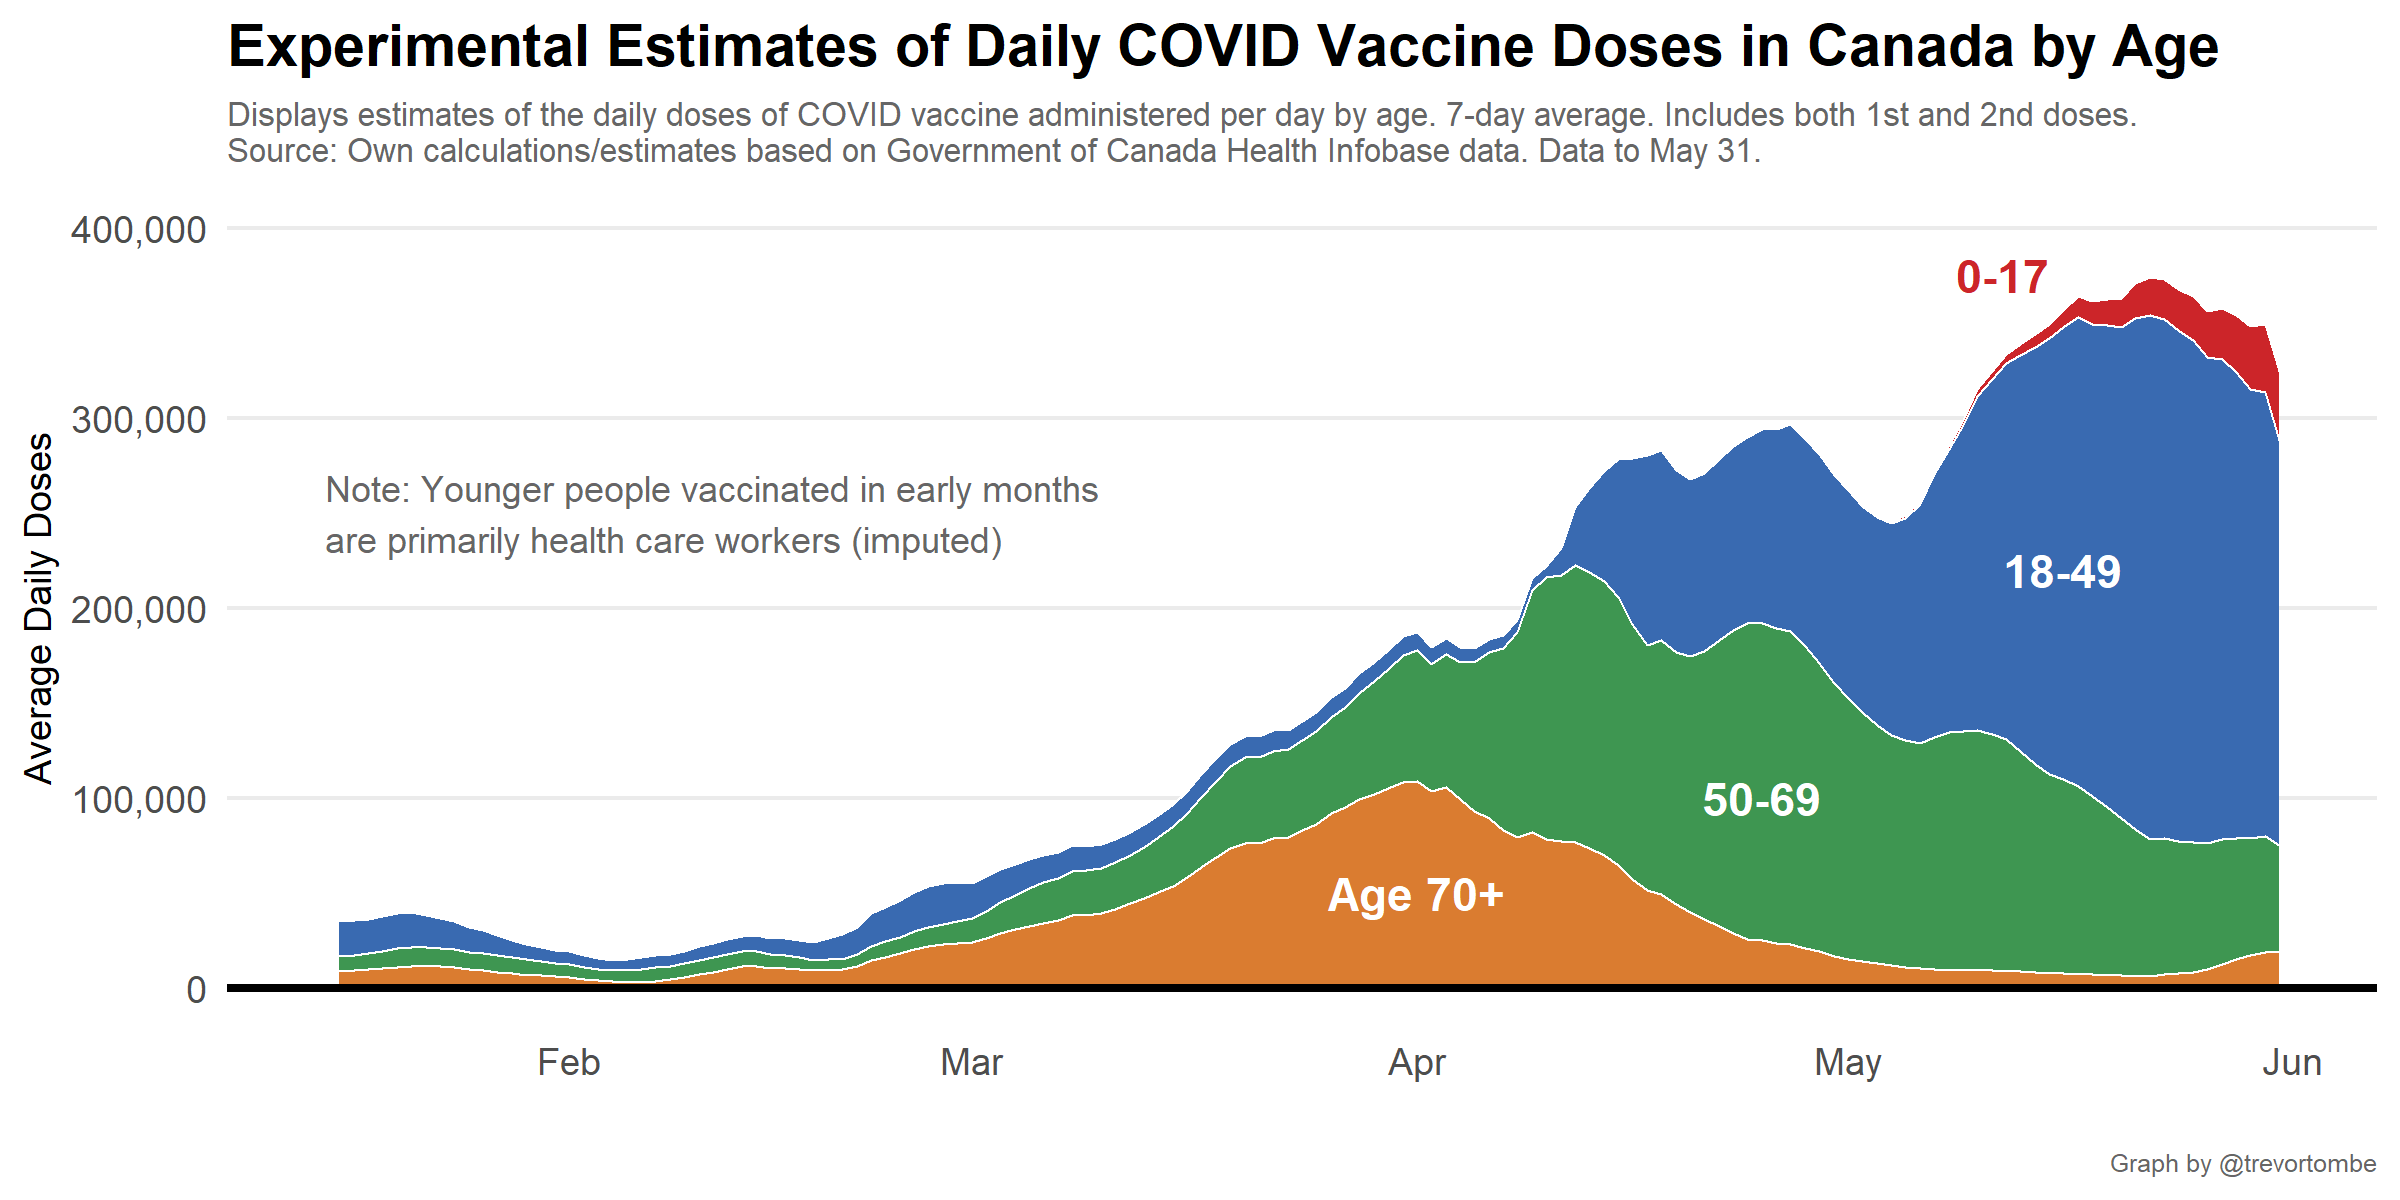 Experimental Estimates of Daily COVID Vaccine Doses in Canada by Age
Displays estimates of the daily doses of COVID vaccine administered per day by age. 7-day average. Includes both 1st and 2nd doses.
Source: Own calculations/estimates based on Government of Canada Health Infobase data. Data to May 31.
Average Daily Doses
400,000
300,000
200,000
100,000
0
Note: Younger people vaccinated in early months
are primarily health care workers (imputed)
0-17
18-49
50-69
Age 70+
Feb
Mar
Apr
May
Jun
Graph by @trevortombe